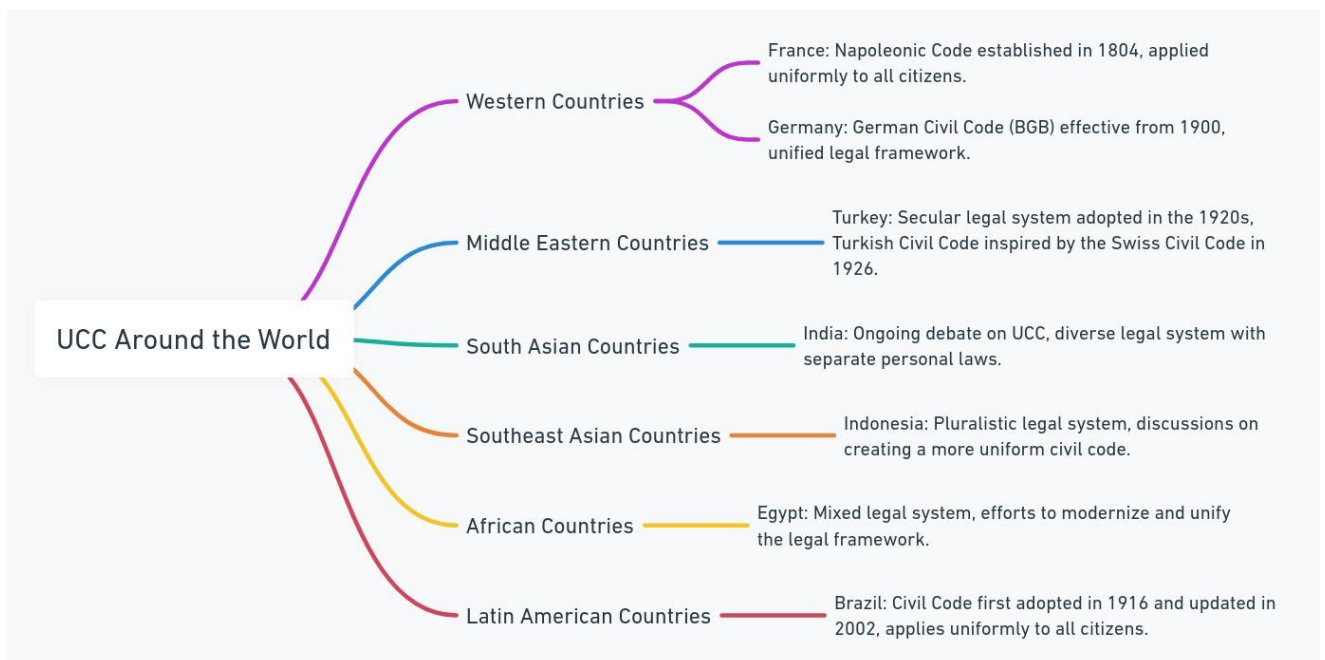 UCC Around the World
Western Countries
France: Napoleonic Code established in 1804, applied
uniformly to all citizens.
Germany: German Civil Code (BGB) effective from 1900,
unified legal framework.
Middle Eastern Countries
Turkey: Secular legal system adopted in the 1920s,
Turkish Civil Code inspired by the Swiss Civil Code in
1926.
South Asian Countries
India: Ongoing debate on UCC, diverse legal system with
separate personal laws.
Southeast Asian Countries
Indonesia: Pluralistic legal system, discussions on
creating a more uniform civil code.
African Countries
Egypt: Mixed legal system, efforts to modernize and unify
the legal framework.
Latin American Countries
Brazil: Civil Code first adopted in 1916 and updated in
2002, applies uniformly to all citizens.